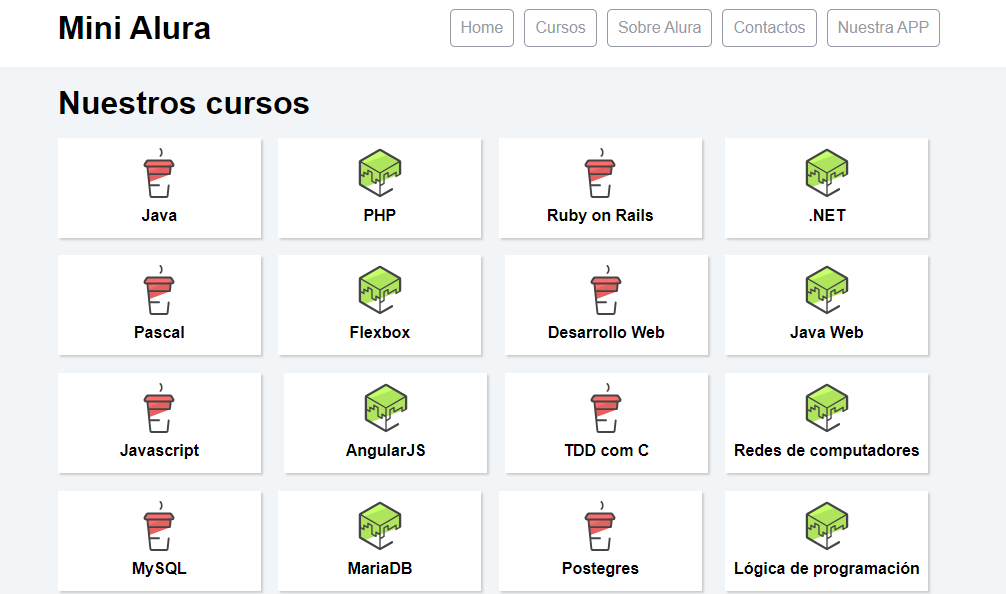 Mini Alura
Home Cursos Sobre Alura Contactos Nuestra APP
Nuestros cursos
Java PHP Ruby on Rails .NET
Pascal Flexbox Desarrollo Web Java Web
Javascript AngularJS TDD com C Redes de computadores
MySQL MariaDB Postegres Lógica de programación